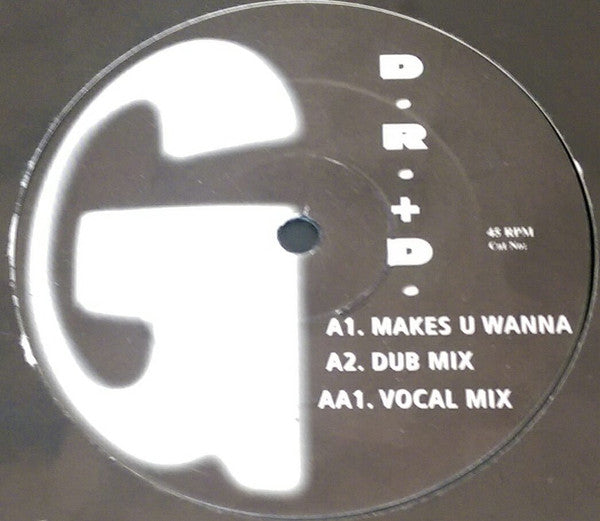 G
D.R.+D.
45 RPM
Cat No:
A1. MAKES U WANNA
A2. DUB MIX
AA1. VOCAL MIX